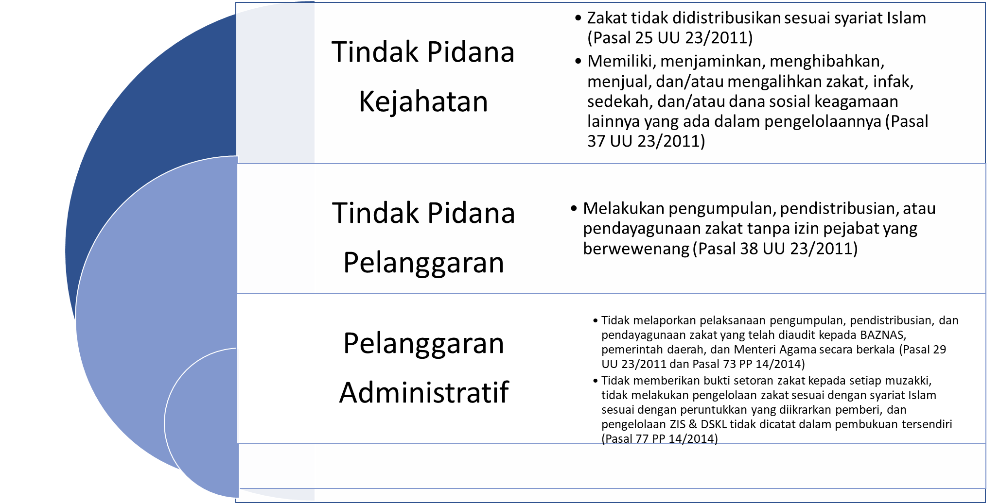 Tindak Pidana
Kejahatan
• Zakat tidak didistribusikan sesuai syariat Islam
(Pasal 25 UU 23/2011)
• Memiliki, menjaminkan, menghibahkan,
menjual, dan/atau mengalihkan zakat, infak,
sedekah, dan/atau dana sosial keagamaan
lainnya yang ada dalam pengelolaannya (Pasal
37 UU 23/2011)
Tindak Pidana
Pelanggaran
• Melakukan pengumpulan, pendistribusian, atau
pendayagunaan zakat tanpa izin pejabat yang
berwewenang (Pasal 38 UU 23/2011)
Pelanggaran
Administratif
• Tidak melaporkan pelaksanaan pengumpulan, pendistribusian, dan
pendayagunaan zakat yang telah diaudit kepada BAZNAS,
pemerintah daerah, dan Menteri Agama secara berkala (Pasal 29
UU 23/2011 dan Pasal 73 PP 14/2014)
• Tidak memberikan bukti setoran zakat kepada setiap muzakki,
tidak melakukan pengelolaan zakat sesuai dengan syariat Islam
sesuai dengan peruntukkan yang diikrarkan pemberi, dan
pengelolaan ZIS & DSKL tidak dicatat dalam pembukuan tersendiri
(Pasal 77 PP 14/2014)